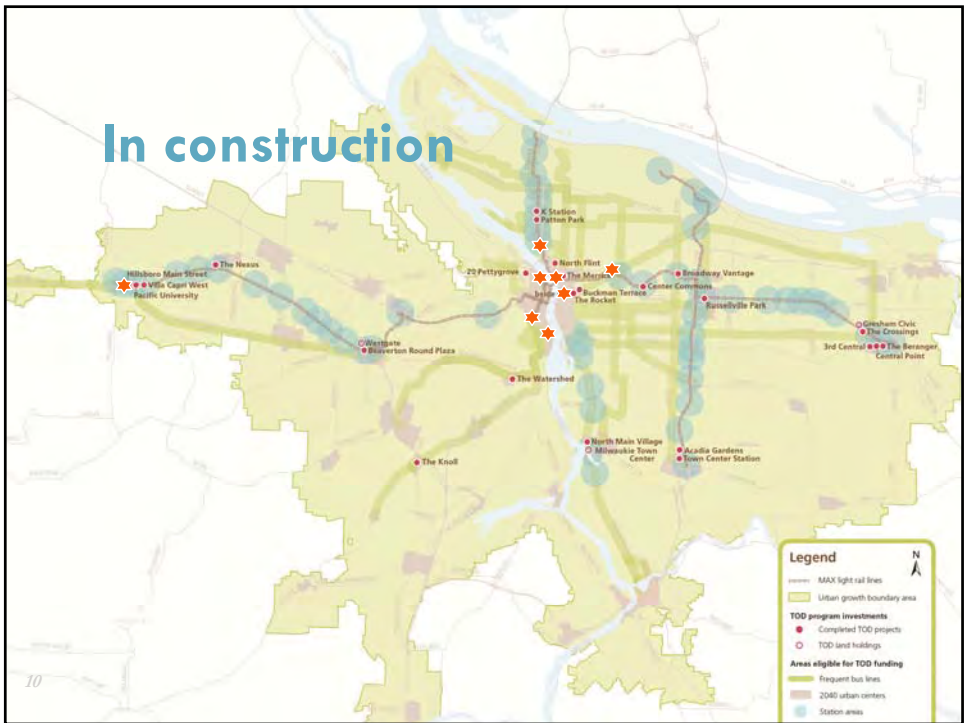 In construction
K Station
Patton Park
North Flint
20 Pettygrove
The Merrick
Hillsboro Main Street
The Nexus
Villa Capri West
Pacific University
Broadway Vantage
Center Commons
Buckman Terrace
The Rocket
Russellville Park
Gresham Civic
The Crossings
3rd Central
The Beranger
Central Point
Westgate
Beaverton Round Plaza
The Watershed
North Main Village
Milwaukie Town
Center
Acadia Gardens
Town Center Station
The Knoll
Legend
N
MAX light rail lines
Urban growth boundary area
TOD program investments
Completed TOD projects
TOD land holdings
Areas eligible for TOD funding
Frequent bus lines
2040 urban centers
Station areas
10